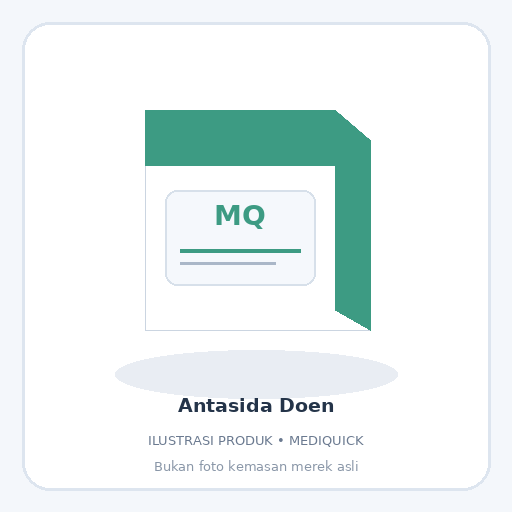 MQ
Antasida Doen
ILUSTRASI PRODUK • MEDIQUICK
Bukan foto kemasan merek asli